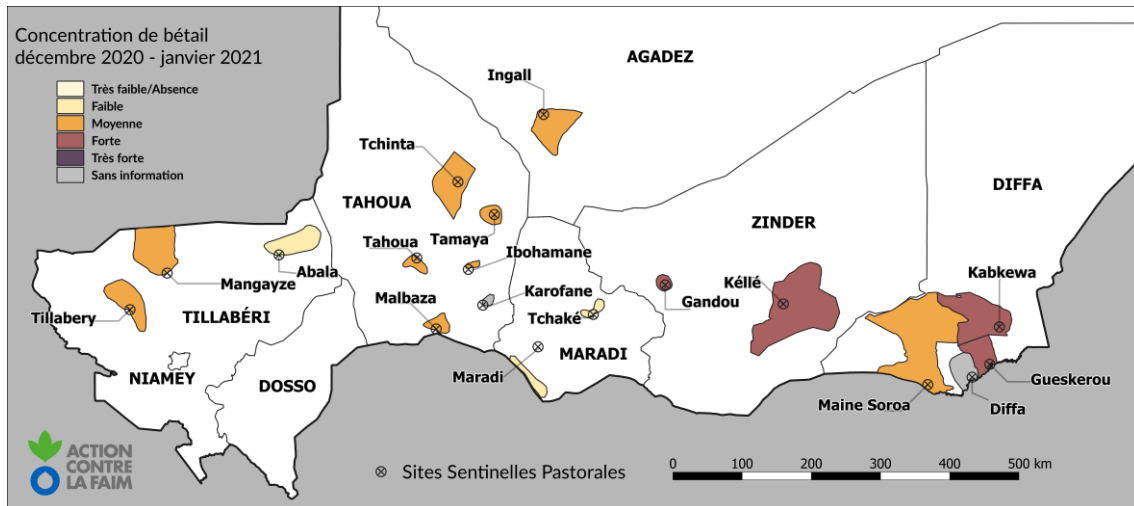 Concentration de bétail
décembre 2020 - janvier 2021
Très faible/Absence
Faible
Moyenne
Forte
Très forte
Sans information
AGADEZ
Ingall
Tchinta
DIFFA
TAHOUA
ZINDER
Tamaya
Tahoua
Ibohamane
Abala
Mangayze
Kabkewa
Kéllé
Gandou
Karofane
Malbaza
Tchaké
Tillabery
TILLABÉRI
MARADI
Maradi
NIAMEY
DOSSO
Gueskerou
Maine Soroa
Diffa
ACTION
CONTRE
LA FAIM
Sites Sentinelles Pastorales
0 100 200 300 400 500 km